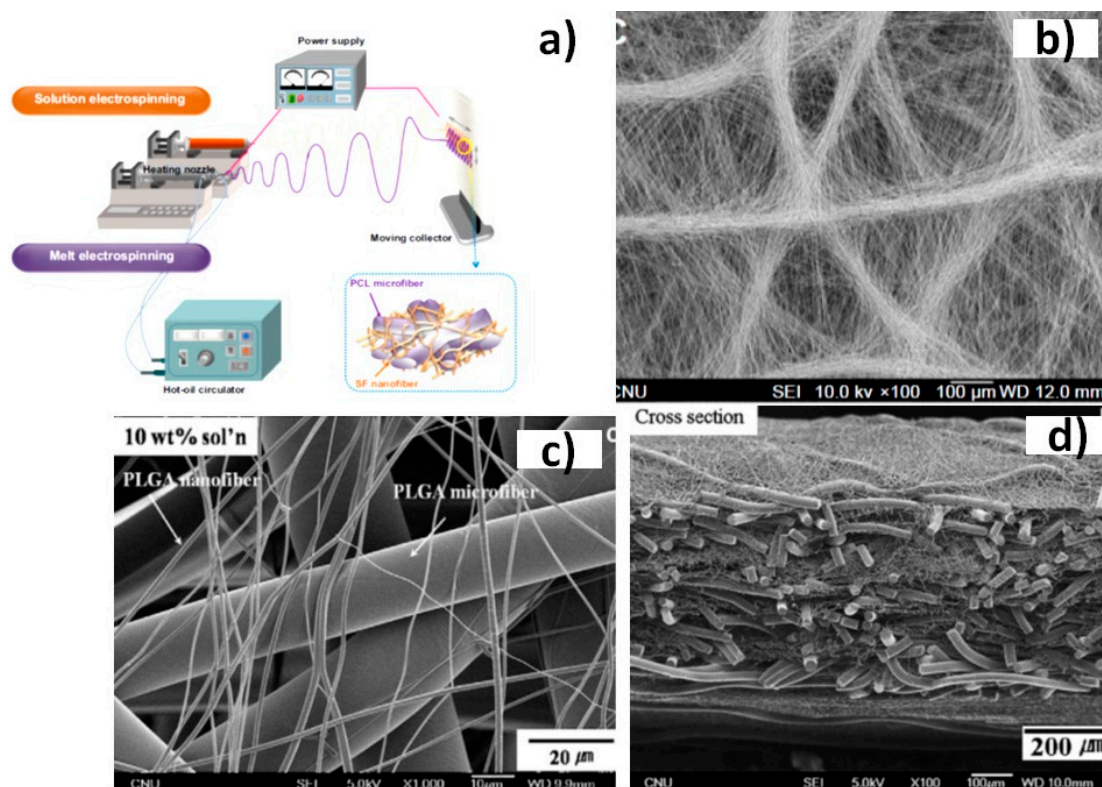 a)
Power supply
Solution electrospinning
Heating nozzle
Melt electrospinning
Moving collector
PCL microfiber
SF nanofiber
Hot-oil circulator
b)
CNU SEI 10.0 kv ×100 100 µm WD 12.0 mm
10 wt% sol'n
c)
PLGA nanofiber
PLGA microfiber
20 µm
CNU SEI 5.0kV X1,000 10µm WD 9.9mm
Cross section
d)
200 µm
CNU SEI 5.0kV X100 100µm WD 10.0mm